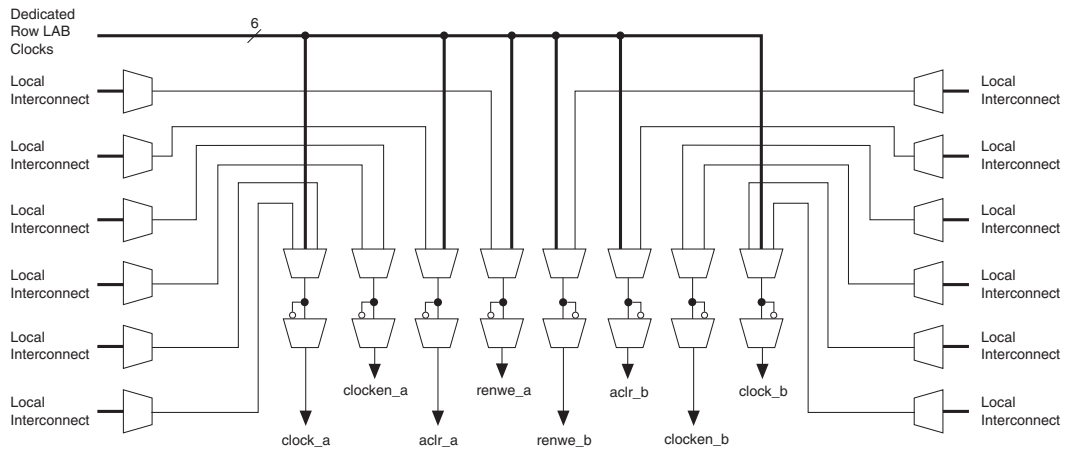 Dedicated
Row LAB
Clocks
6
Local
Interconnect
Local
Interconnect
Local
Interconnect
Local
Interconnect
Local
Interconnect
Local
Interconnect
Local
Interconnect
Local
Interconnect
Local
Interconnect
Local
Interconnect
Local
Interconnect
Local
Interconnect
clocken_a
renwe_a
aclr_b
clock_b
clock_a
aclr_a
renwe_b
clocken_b